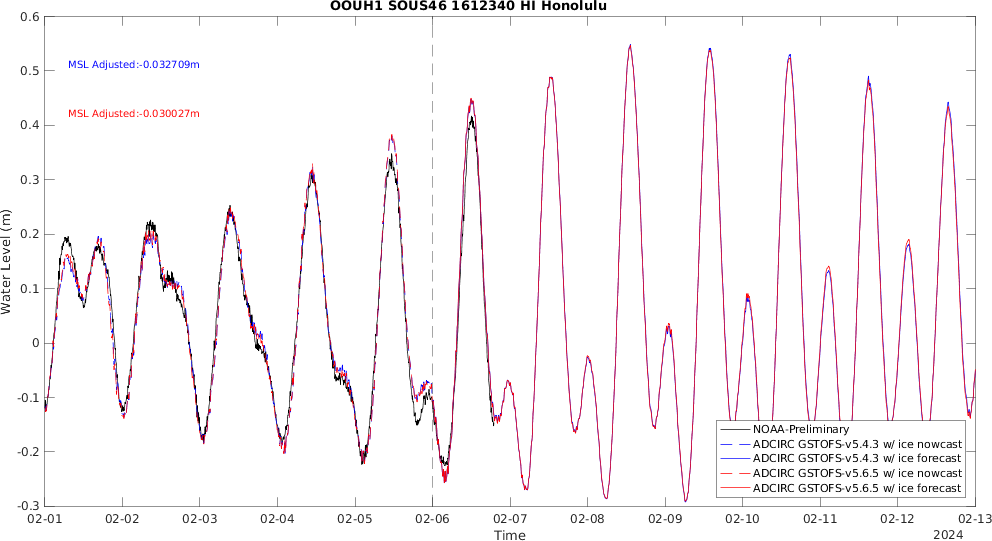 OOUH1 SOUS46 1612340 HI Honolulu
0.6
0.5
0.4
0.3
0.2
0.1
0
-0.1
-0.2
-0.3
Water Level (m)
MSL Adjusted:-0.032709m
MSL Adjusted:-0.030027m
NOAA-Preliminary
ADCIRC GSTOFS-v5.4.3 w/ ice nowcast
ADCIRC GSTOFS-v5.4.3 w/ ice forecast
ADCIRC GSTOFS-v5.6.5 w/ ice nowcast
ADCIRC GSTOFS-v5.6.5 w/ ice forecast
02-01 02-02 02-03 02-04 02-05 02-06 02-07 02-08 02-09 02-10 02-11 02-12 02-13
Time
2024